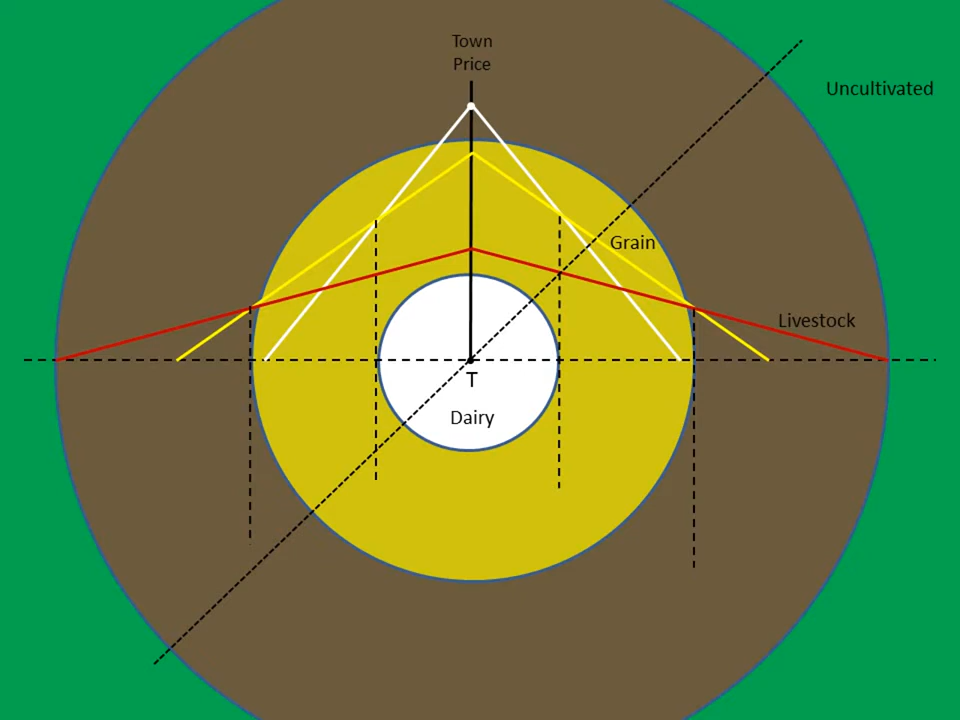 Town
Price
Uncultivated
Grain
Livestock
T
Dairy